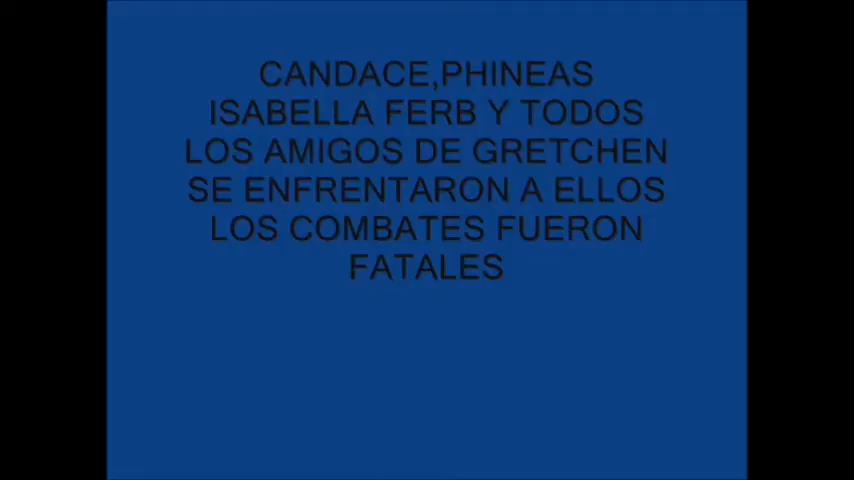 CANDACE,PHINEAS
ISABELLA FERB Y TODOS
LOS AMIGOS DE GRETCHEN
SE ENFRENTARON A ELLOS
LOS COMBATES FUERON
FATALES